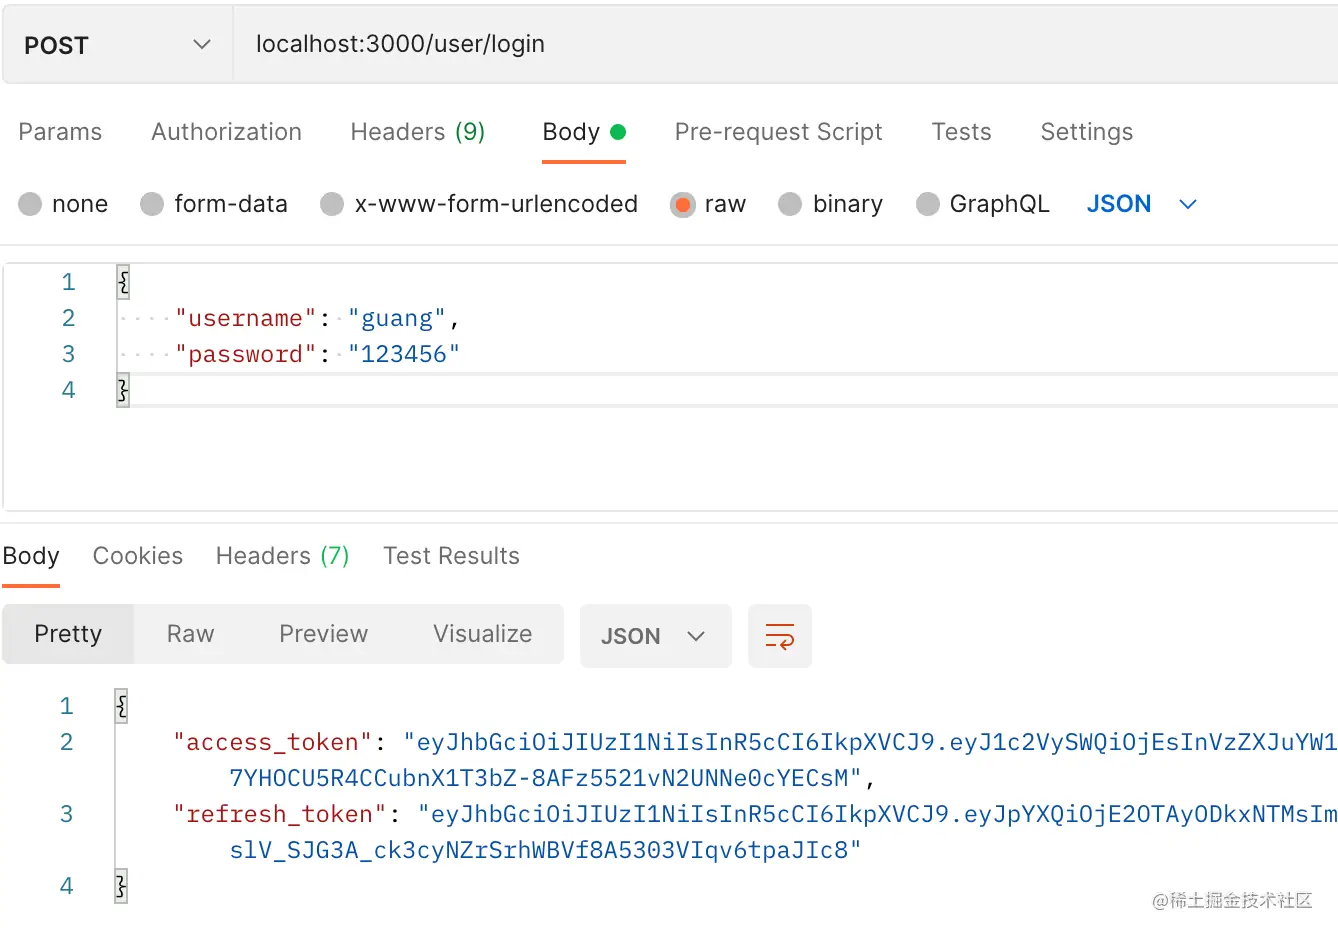 POST localhost:3000/user/login
Params Authorization Headers (9) Body Pre-request Script Tests Settings
none form-data x-www-form-urlencoded raw binary GraphQL JSON
1 {
2 "username": "guang",
3 "password": "123456"
4 }
Body Cookies Headers (7) Test Results
Pretty Raw Preview Visualize JSON
1 {
2 "access_token": "eyJhbGciOiJIUzI1NiIsInR5cCI6IkpXVCJ9.eyJ1c2VySWQiOjEsInVzZXJuYW1
7YHOCU5R4CCubnX1T3bZ-8AFz5521vN2UNNe0cYECsM",
3 "refresh_token": "eyJhbGciOiJIUzI1NiIsInR5cCI6IkpXVCJ9.eyJpYXQiOjE2OTAyODkxNTMsIm
slV_SJG3A_ck3cyNZrSrhWBVf8A5303VIqv6tpaJIc8"
4 }
@稀土掘金技术社区